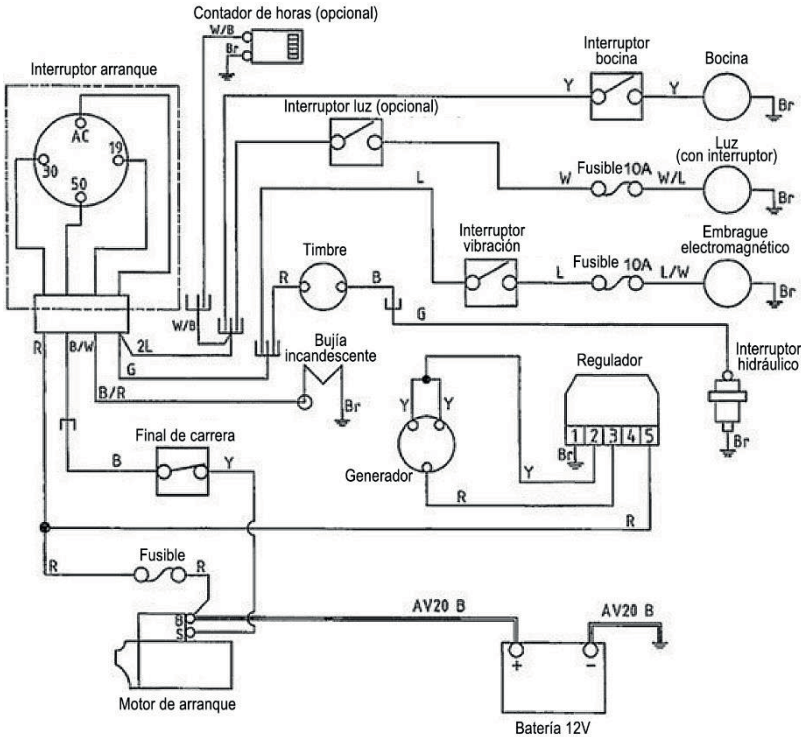 Contador de horas (opcional)
W/B
Br
Interruptor arranque
AC
30
19
50
Interruptor
bocina
Bocina
Y
Y
Br
Interruptor luz (opcional)
Luz
(con interruptor)
W
Fusible 10A
W/L
Br
L
Interruptor
vibración
Embrague
electromagnético
L
Fusible 10A
L/W
Br
Timbre
R
B
G
W/B
R
B/W
2L
G
B/R
Bujía
incandescente
Br
Interruptor
hidráulico
Br
Regulador
1 2 3 4 5
Br
Y
Y
Generador
Y
R
R
Final de carrera
B
Y
Fusible
R
R
B
S
Motor de arranque
AV20 B
AV20 B
+
−
Batería 12V